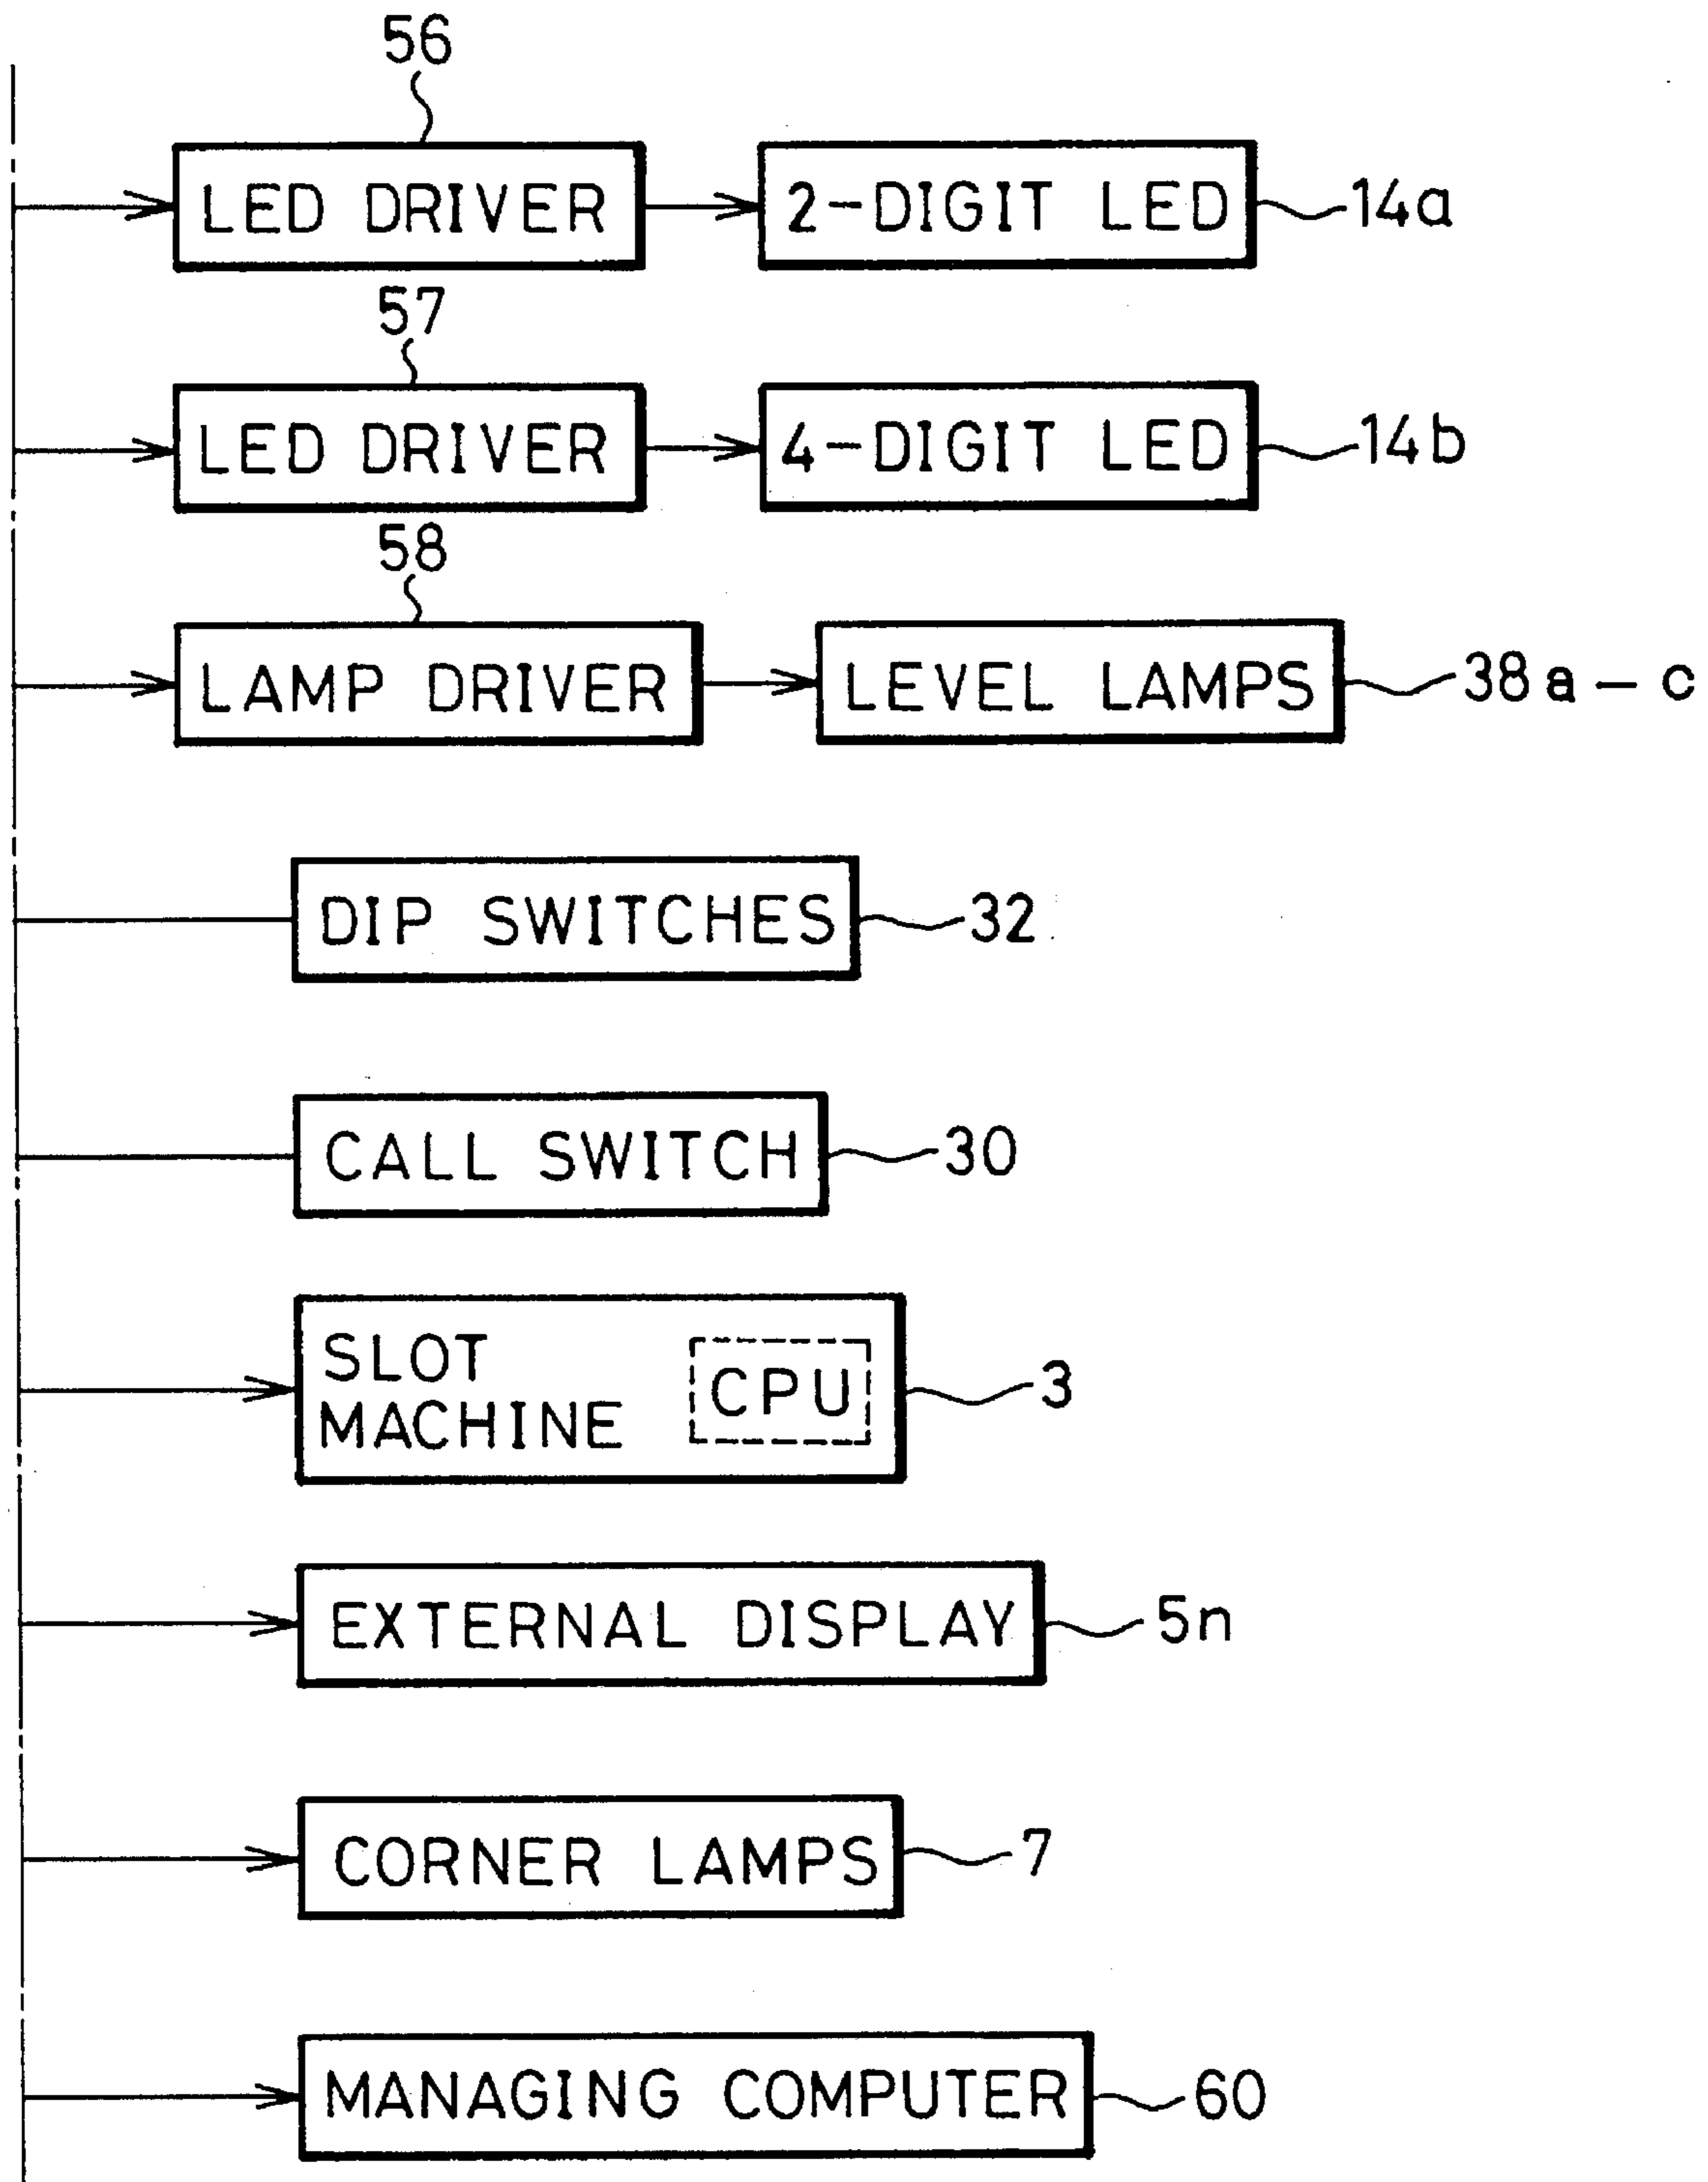 56
LED DRIVER
2-DIGIT LED
14a
57
LED DRIVER
4-DIGIT LED
14b
58
LAMP DRIVER
LEVEL LAMPS
38a-c
DIP SWITCHES
32
CALL SWITCH
30
SLOT
MACHINE
CPU
3
EXTERNAL DISPLAY
5n
CORNER LAMPS
7
MANAGING COMPUTER
60